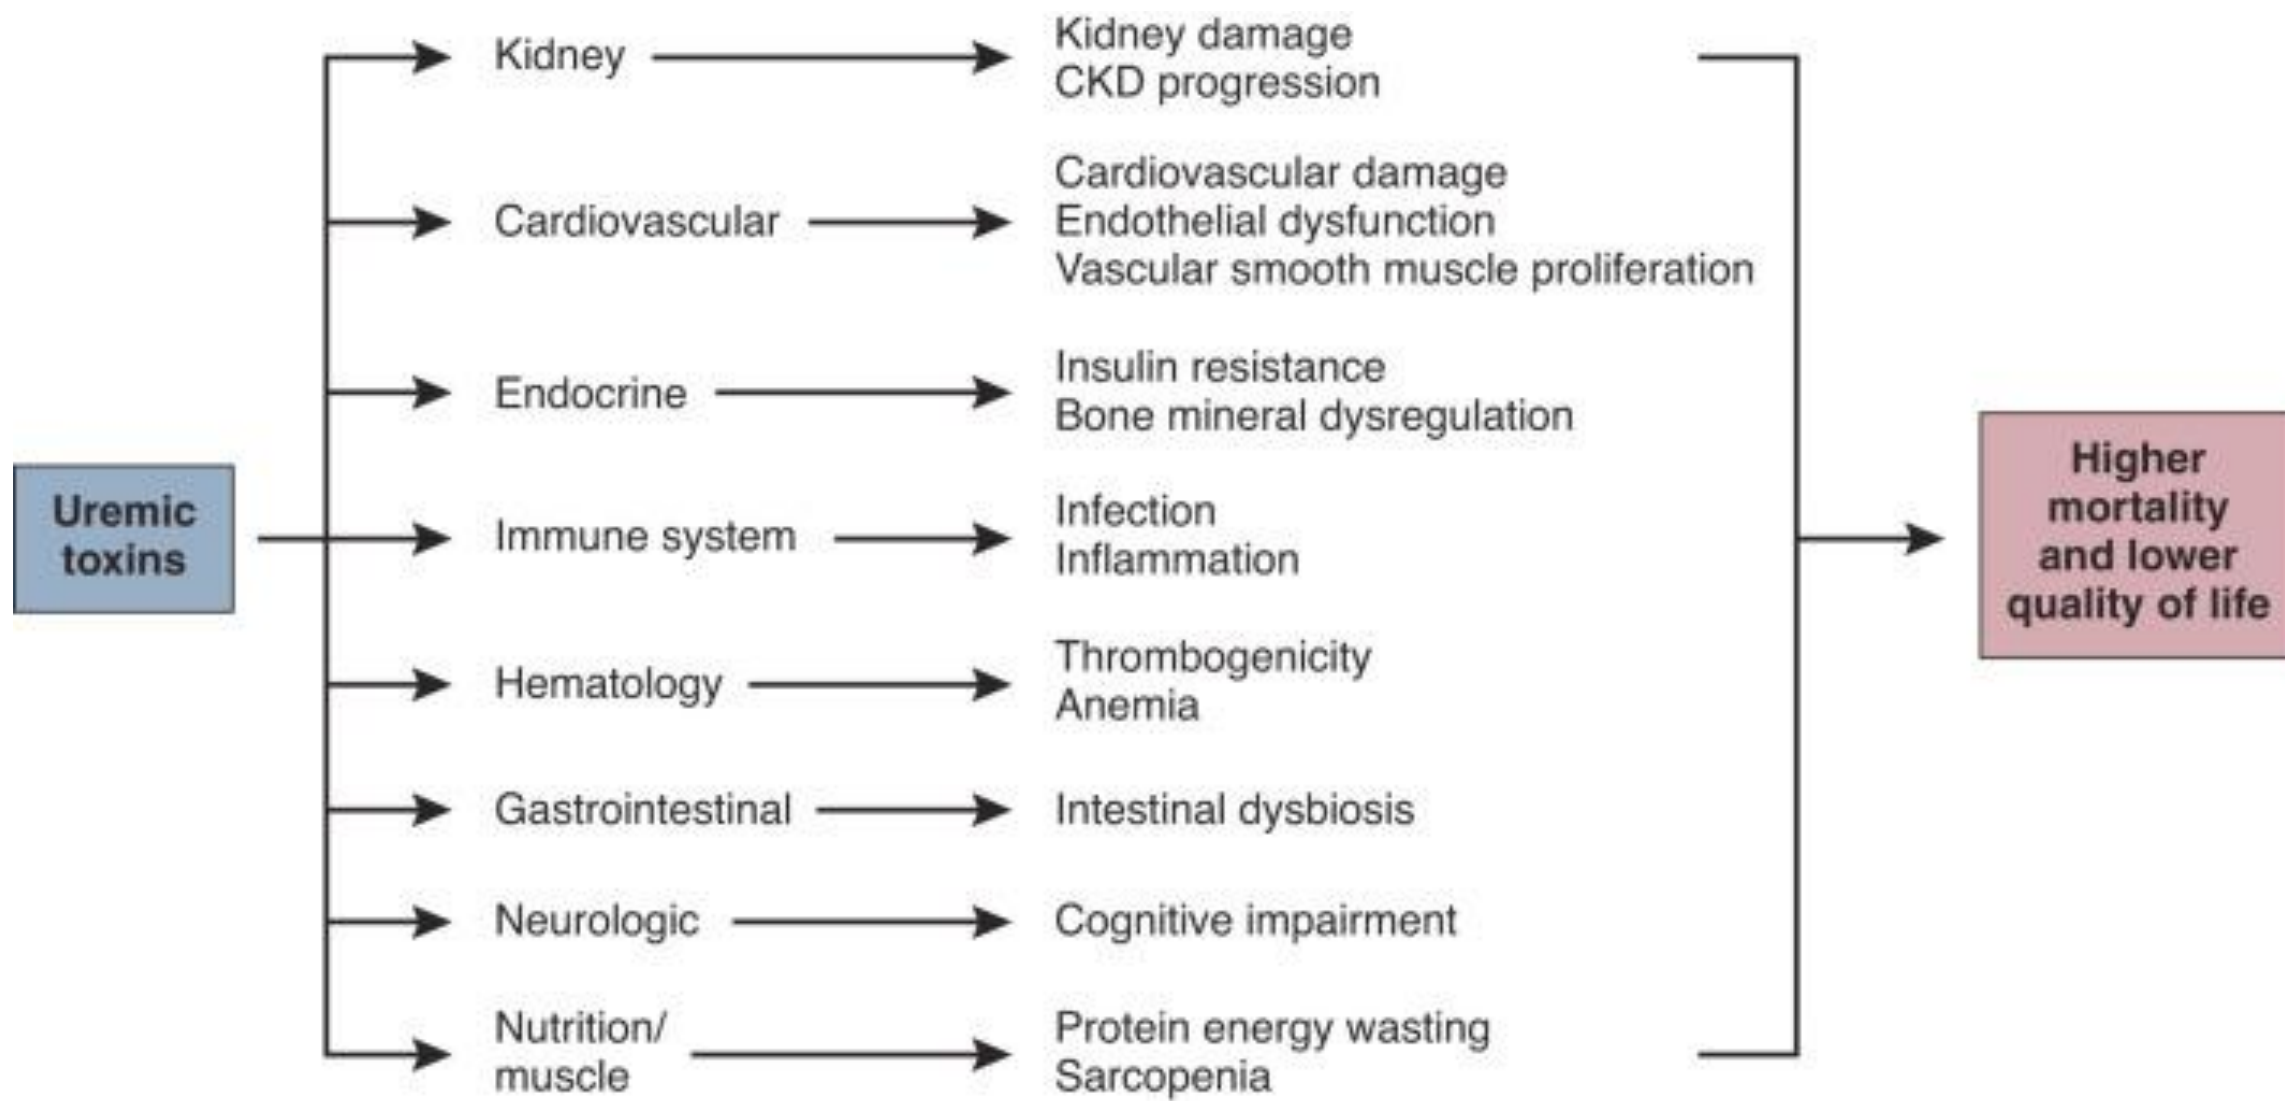 Uremic
toxins
Kidney
Kidney damage
CKD progression
Cardiovascular
Cardiovascular damage
Endothelial dysfunction
Vascular smooth muscle proliferation
Endocrine
Insulin resistance
Bone mineral dysregulation
Immune system
Infection
Inflammation
Hematology
Thrombogenicity
Anemia
Gastrointestinal
Intestinal dysbiosis
Neurologic
Cognitive impairment
Nutrition/
muscle
Protein energy wasting
Sarcopenia
Higher
mortality
and lower
quality of life